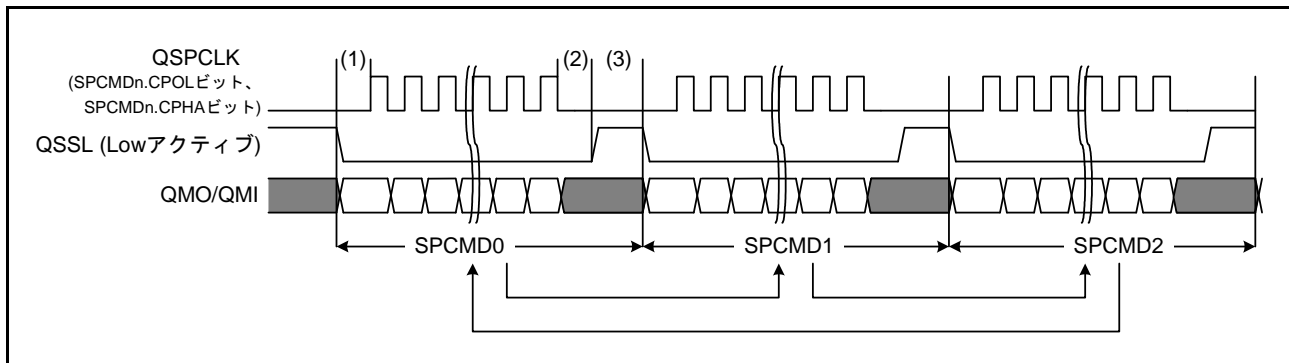 QSPCLK
(SPCMDn.CPOLビット、
SPCMDn.CPHAビット)
(1)
(2)
(3)
QSSL (Lowアクティブ)
QMO/QMI
SPCMD0
SPCMD1
SPCMD2